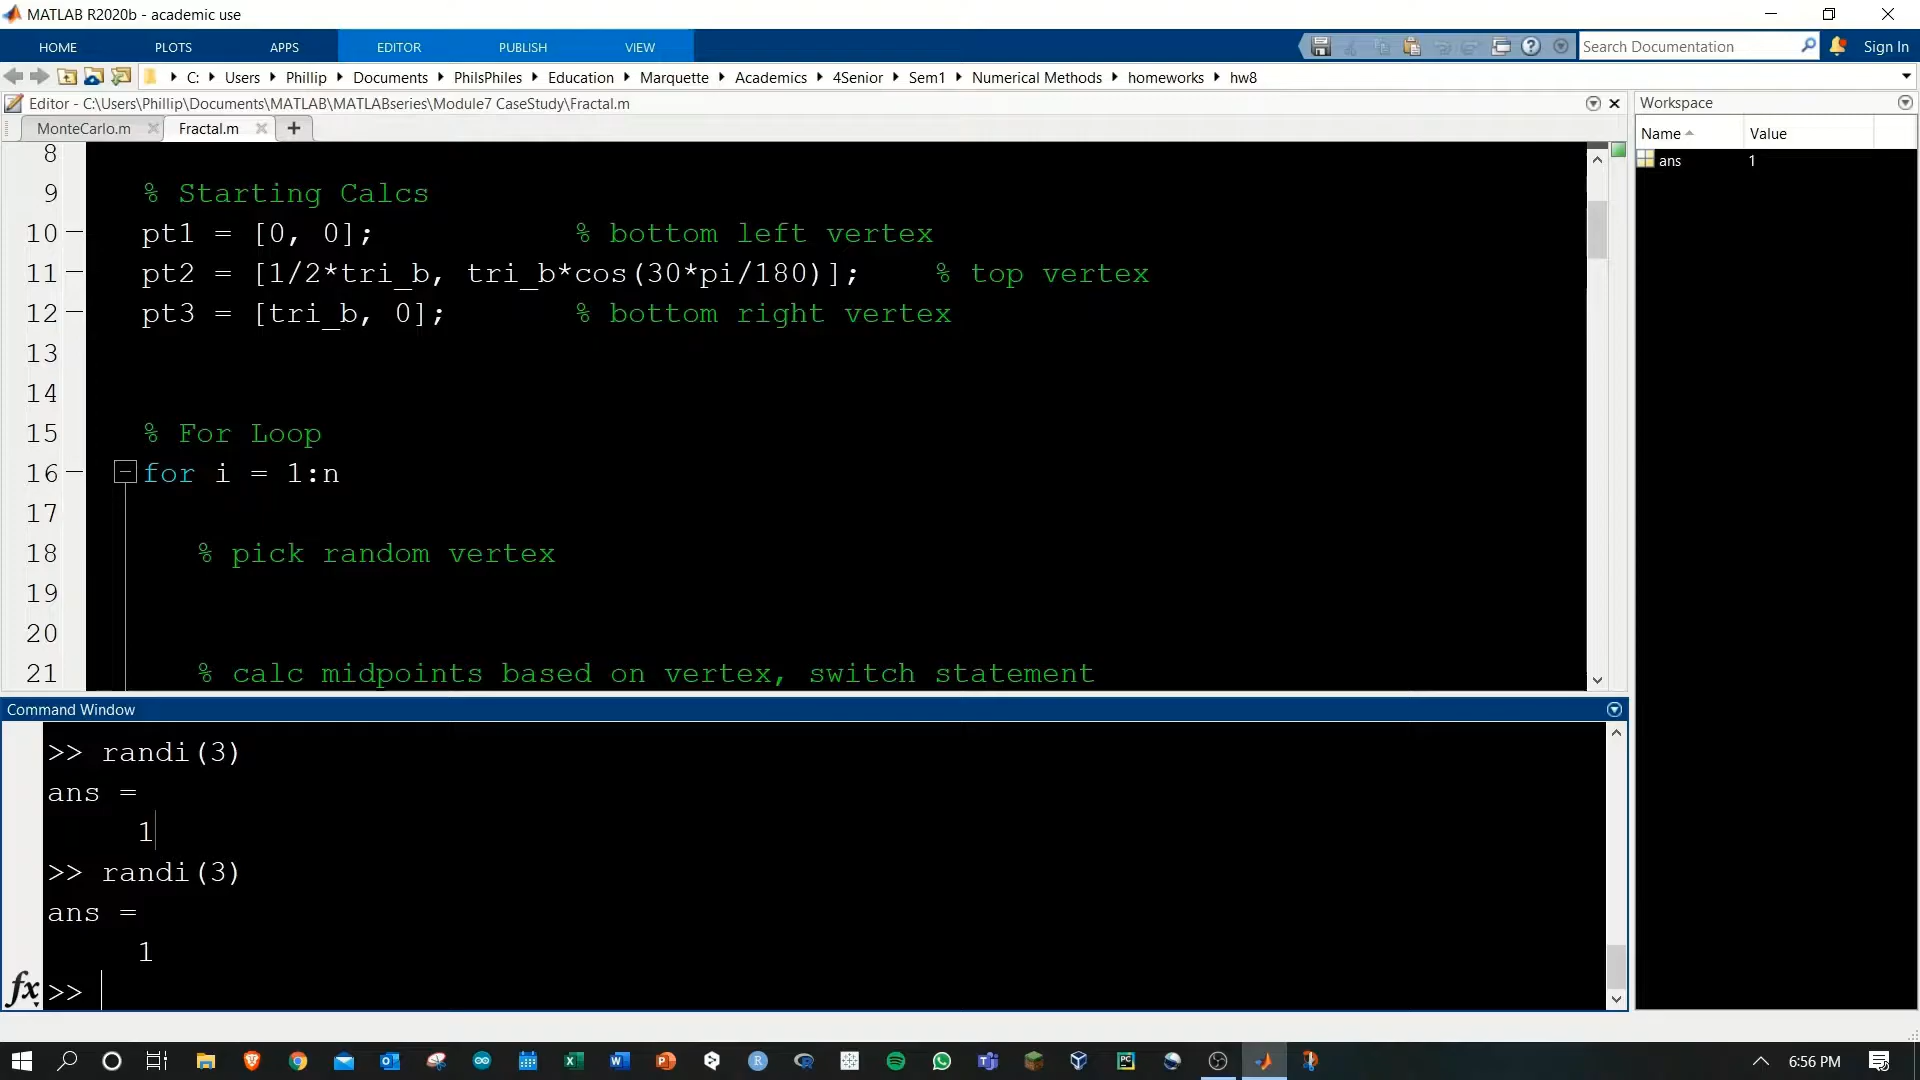 MATLAB R2020b - academic use
HOME PLOTS APPS EDITOR PUBLISH VIEW Search Documentation Sign In
C: Users Phillip Documents PhilsPhiles Education Marquette Academics 4Senior Sem1 Numerical Methods homeworks hw8
Editor - C:\Users\Phillip\Documents\MATLAB\MATLABseries\Module7 CaseStudy\Fractal.m
MonteCarlo.m Fractal.m
8
9 % Starting Calcs
10 pt1 = [0, 0]; % bottom left vertex
11 pt2 = [1/2*tri_b, tri_b*cos(30*pi/180)]; % top vertex
12 pt3 = [tri_b, 0]; % bottom right vertex
13
14
15 % For Loop
16 for i = 1:n
17
18 % pick random vertex
19
20
21 % calc midpoints based on vertex, switch statement
Command Window
>> randi(3)
ans =
1
>> randi(3)
ans =
1
fx >>
Workspace
Name Value
ans 1
6:56 PM